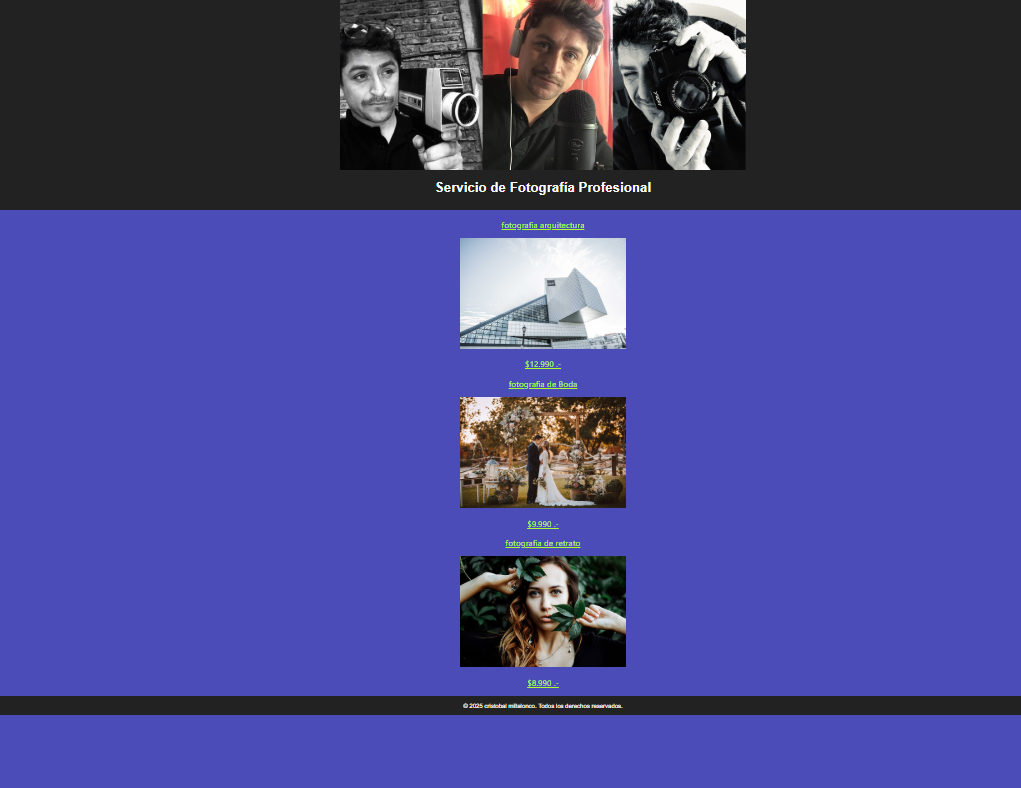 Servicio de Fotografía Profesional
fotografia arquitectura
$12.990 .-
fotografia de Boda
$9.990 .-
fotografia de retrato
$8.990 .-
© 2025 cristobal millalonco. Todos los derechos reservados.